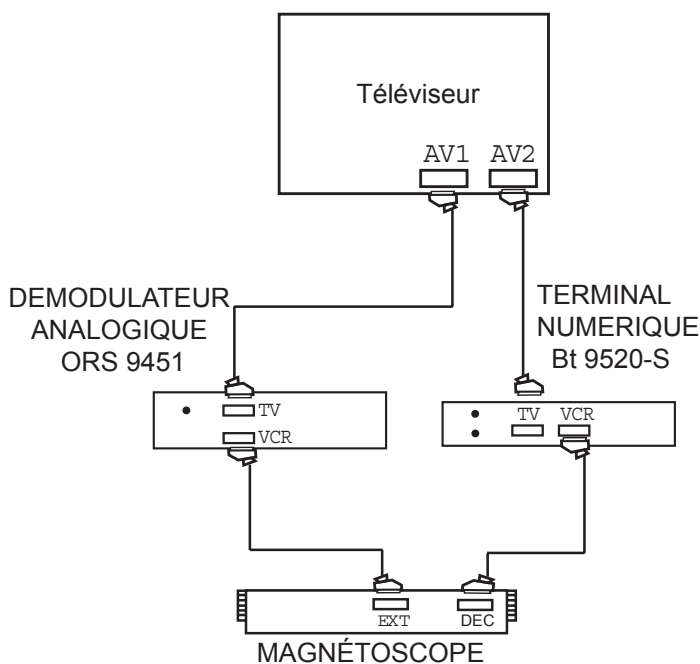 Téléviseur
AV1 AV2
DEMODULATEUR
ANALOGIQUE
ORS 9451
TERMINAL
NUMERIQUE
Bt 9520-S
TV
VCR
TV VCR
EXT DEC
MAGNÉTOSCOPE